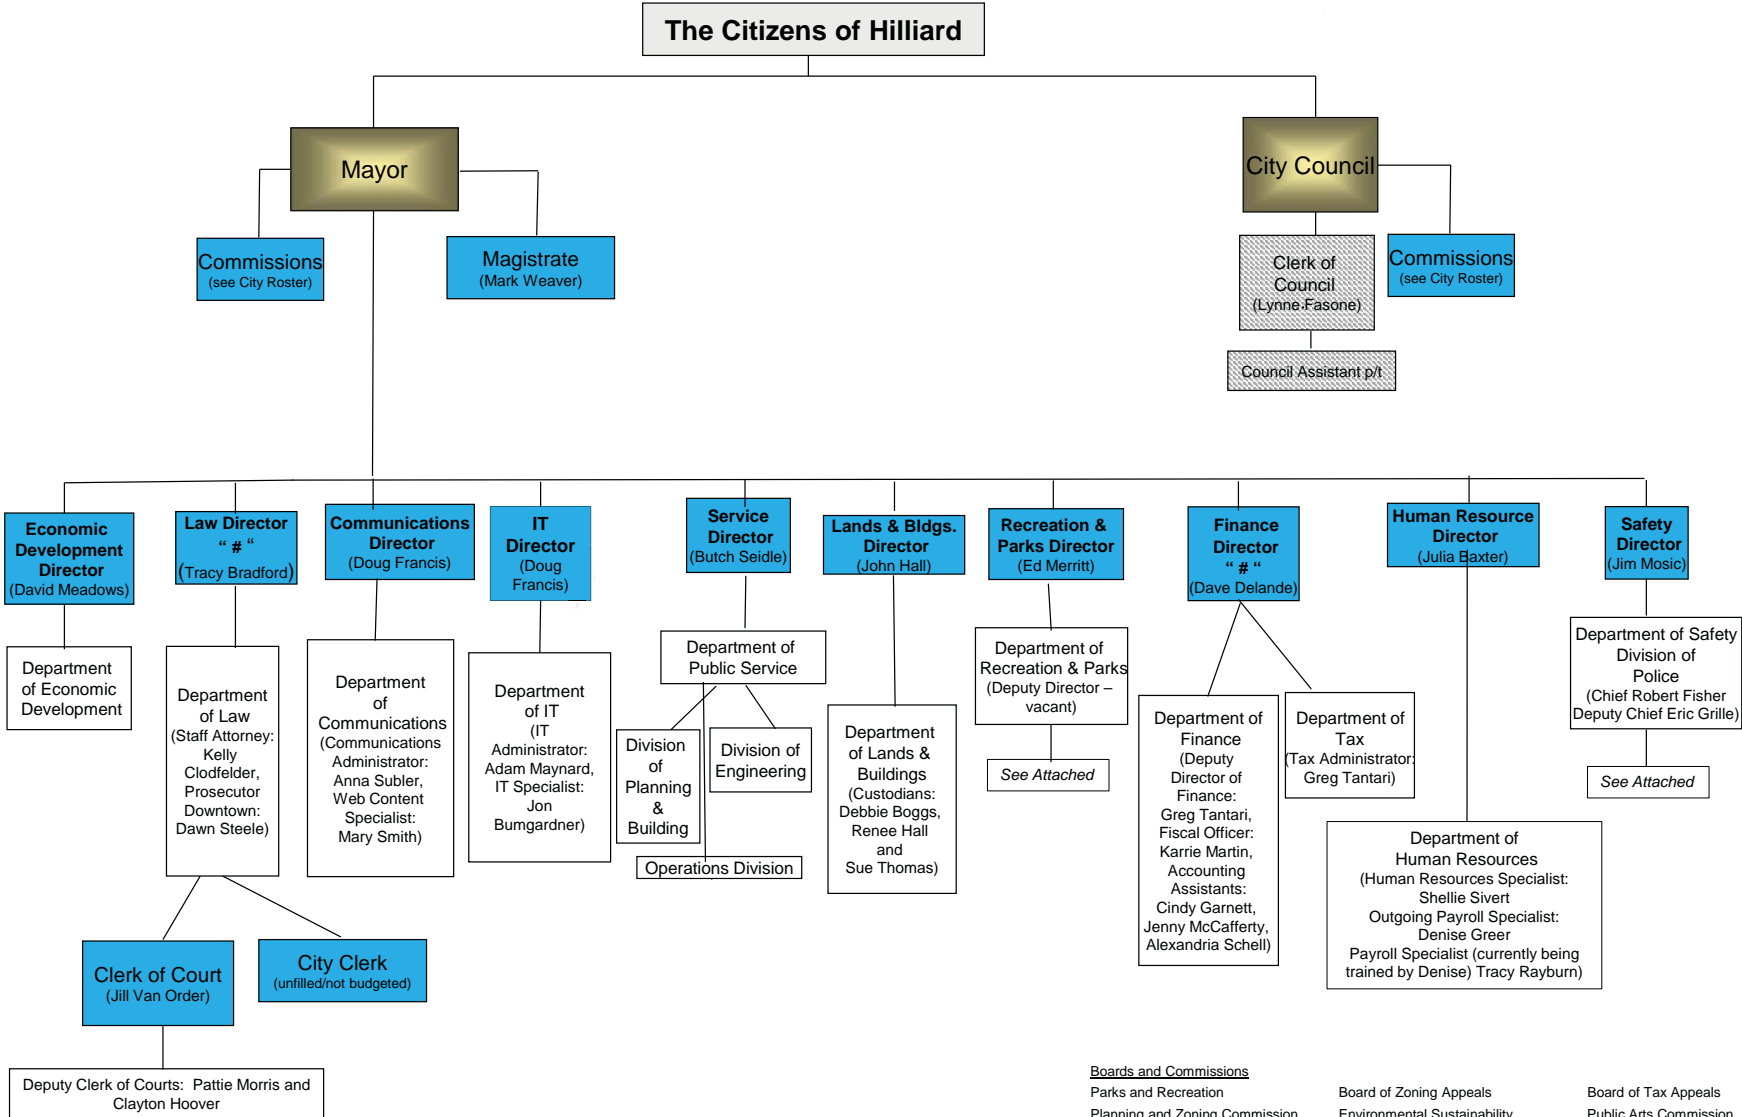 The Citizens of Hilliard
Mayor
City Council
Commissions
(see City Roster)
Magistrate
(Mark Weaver)
Clerk of
Council
(Lynne Fasone)
Commissions
(see City Roster)
Council Assistant p/t
Economic
Development
Director
(David Meadows)
Law Director
“ # “
(Tracy Bradford)
Communications
Director
(Doug Francis)
IT
Director
(Doug
Francis)
Service
Director
(Butch Seidle)
Lands & Bldgs.
Director
(John Hall)
Recreation &
Parks Director
(Ed Merritt)
Finance
Director
“ # “
(Dave Delande)
Human Resource
Director
(Julia Baxter)
Safety
Director
(Jim Mosic)
Department
of Economic
Development
Department
of Law
(Staff Attorney:
Kelly
Clodfelder,
Prosecutor
Downtown:
Dawn Steele)
Department
of
Communications
(Communications
Administrator:
Anna Subler,
Web Content
Specialist:
Mary Smith)
Department
of IT
(IT
Administrator:
Adam Maynard,
IT Specialist:
Jon
Bumgardner)
Department of
Public Service
Division
of
Planning
&
Building
Division of
Engineering
Operations Division
Department
of Lands &
Buildings
(Custodians:
Debbie Boggs,
Renee Hall
and
Sue Thomas)
Department of
Recreation & Parks
(Deputy Director –
vacant)
See Attached
Department of
Finance
(Deputy
Director of
Finance:
Greg Tantari,
Fiscal Officer:
Karrie Martin,
Accounting
Assistants:
Cindy Garnett,
Jenny McCafferty,
Alexandria Schell)
Department of
Tax
(Tax Administrator:
Greg Tantari)
Department of
Human Resources
(Human Resources Specialist:
Shellie Sivert
Outgoing Payroll Specialist:
Denise Greer
Payroll Specialist (currently being
trained by Denise) Tracy Rayburn)
Department of Safety
Division of
Police
(Chief Robert Fisher
Deputy Chief Eric Grille)
See Attached
Clerk of Court
(Jill Van Order)
City Clerk
(unfilled/not budgeted)
Deputy Clerk of Courts: Pattie Morris and
Clayton Hoover
Boards and Commissions
Parks and Recreation Board of Zoning Appeals Board of Tax Appeals
Planning and Zoning Commission Environmental Sustainability Public Arts Commission